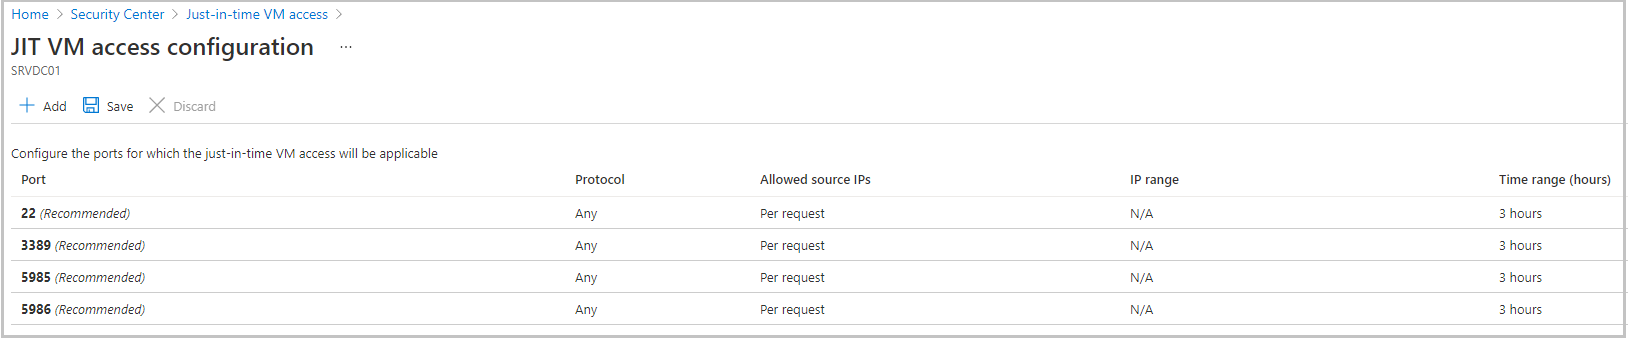 Home > Security Center > Just-in-time VM access >
JIT VM access configuration ...
SRVDC01
Add Save Discard
Configure the ports for which the just-in-time VM access will be applicable
Port Protocol Allowed source IPs IP range Time range (hours)
22 (Recommended) Any Per request N/A 3 hours
3389 (Recommended) Any Per request N/A 3 hours
5985 (Recommended) Any Per request N/A 3 hours
5986 (Recommended) Any Per request N/A 3 hours